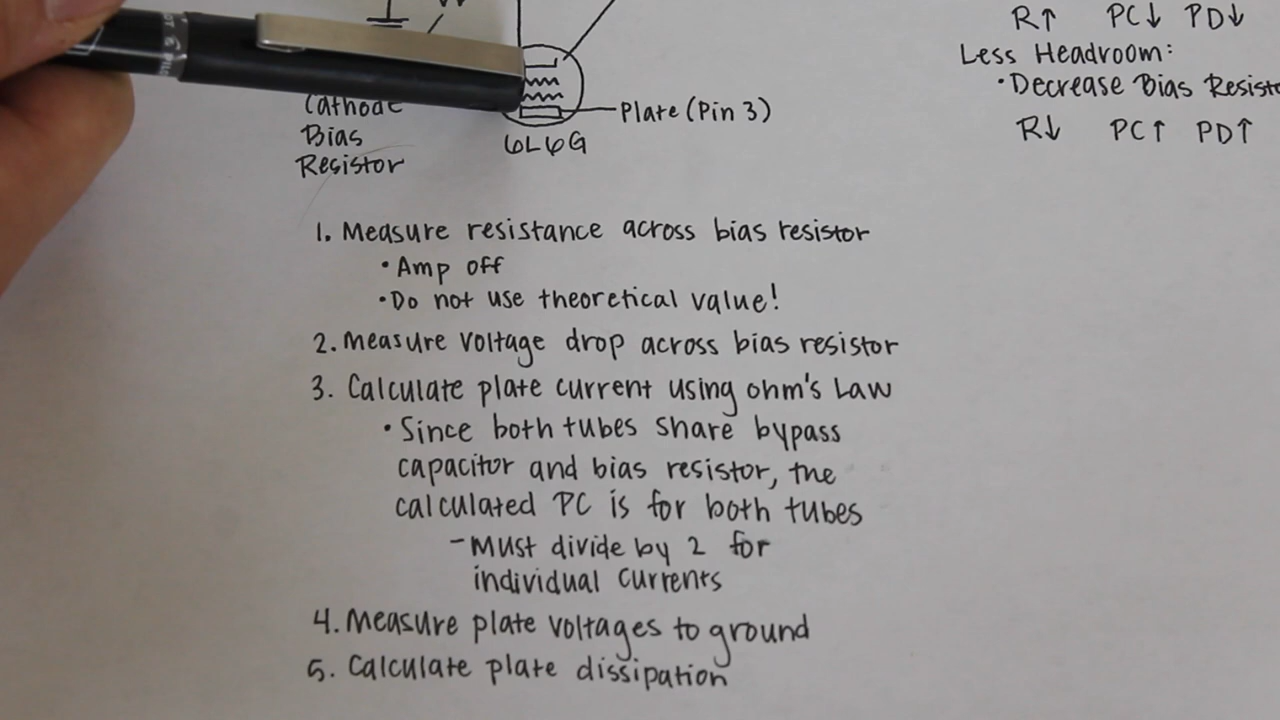 Cathode
Bias
Resistor
6L6G
Plate (Pin 3)
R↑ PC↓ PD↓
Less Headroom:
•Decrease Bias
R↓ PC↑ PD↑
1. Measure resistance across bias resistor
•Amp off
•Do not use theoretical value!
2. Measure voltage drop across bias resistor
3. Calculate plate current using ohm's Law
•Since both tubes share bypass
capacitor and bias resistor, the
calculated PC is for both tubes
-Must divide by 2 for
individual currents
4. Measure plate voltages to ground
5. Calculate plate dissipation